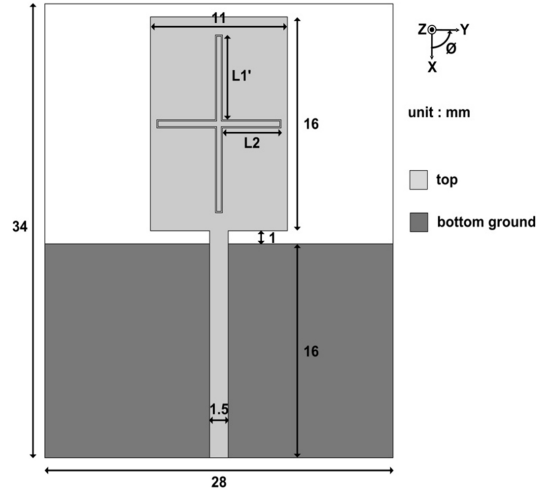 11
Z Y
Ø
X
L1'
unit : mm
16
L2
top
34
bottom ground
1
16
1.5
28